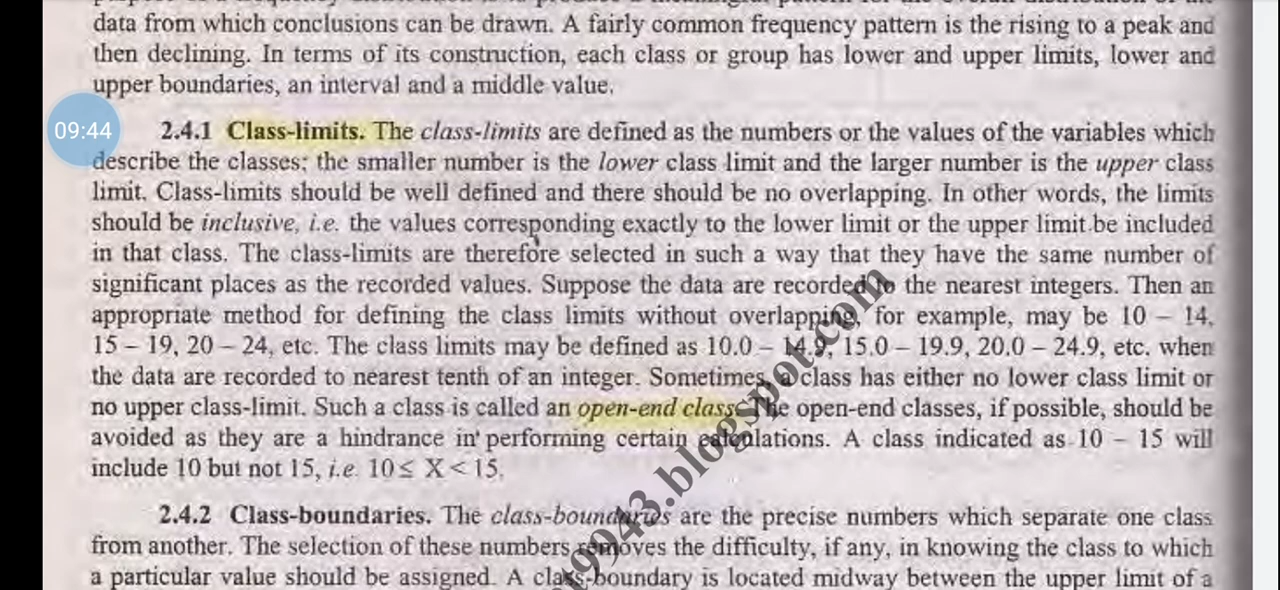 data from which conclusions can be drawn. A fairly common frequency pattern is the rising to a peak and
then declining. In terms of its construction, each class or group has lower and upper limits, lower and
upper boundaries, an interval and a middle value.
09:44
2.4.1 Class-limits. The class-limits are defined as the numbers or the values of the variables which
describe the classes; the smaller number is the lower class limit and the larger number is the upper class
limit. Class-limits should be well defined and there should be no overlapping. In other words, the limits
should be inclusive, i.e. the values corresponding exactly to the lower limit or the upper limit be included
in that class. The class-limits are therefore selected in such a way that they have the same number of
significant places as the recorded values. Suppose the data are recorded to the nearest integers. Then an
appropriate method for defining the class limits without overlapping, for example, may be 10 – 14,
15 – 19, 20 – 24, etc. The class limits may be defined as 10.0 – 14.9, 15.0 – 19.9, 20.0 – 24.9, etc. when
the data are recorded to nearest tenth of an integer. Sometimes, a class has either no lower class limit or
no upper class-limit. Such a class is called an open-end class. The open-end classes, if possible, should be
avoided as they are a hindrance in performing certain calculations. A class indicated as 10 – 15 will
include 10 but not 15, i.e. 10 ≤ X < 15.
2.4.2 Class-boundaries. The class-boundaries are the precise numbers which separate one class
from another. The selection of these numbers removes the difficulty, if any, in knowing the class to which
a particular value should be assigned. A class-boundary is located midway between the upper limit of a
t9943.blogspot.com